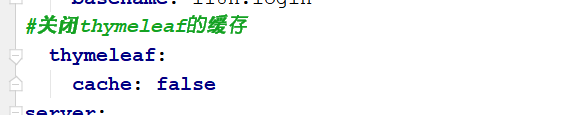 basename: i18n.login
#关闭thymeleaf的缓存
thymeleaf:
cache: false
server: